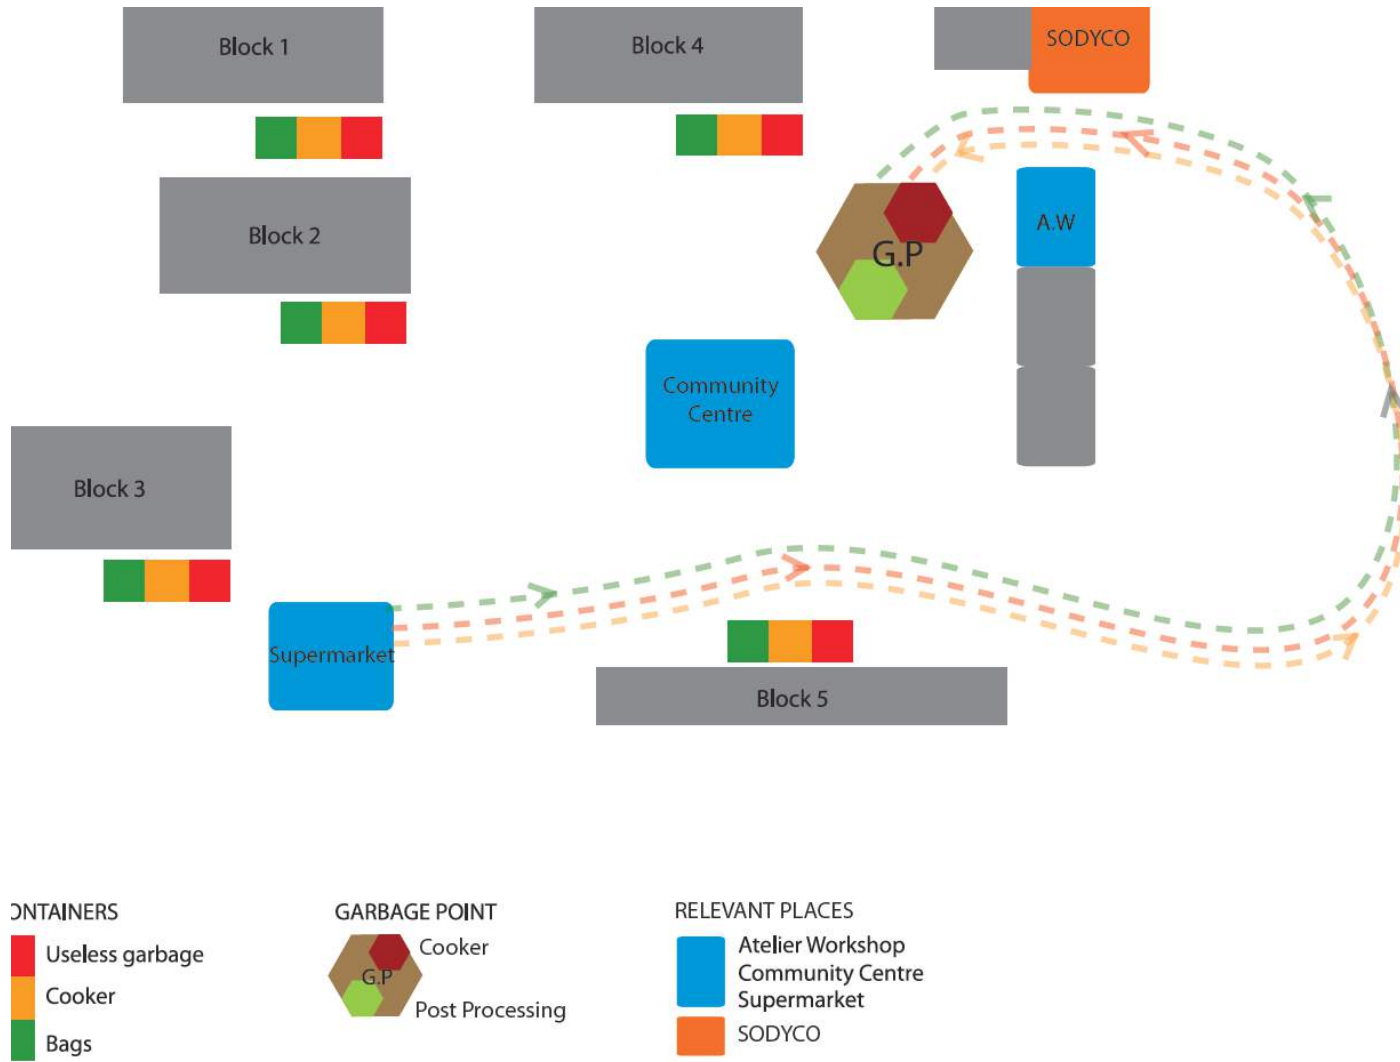 Block 1
Block 4
SODYCO
Block 2
A.W
G.P
Community
Centre
Block 3
Supermarket
Block 5
ONTAINERS
Useless garbage
Cooker
Bags
GARBAGE POINT
Cooker
G.P
Post Processing
RELEVANT PLACES
Atelier Workshop
Community Centre
Supermarket
SODYCO